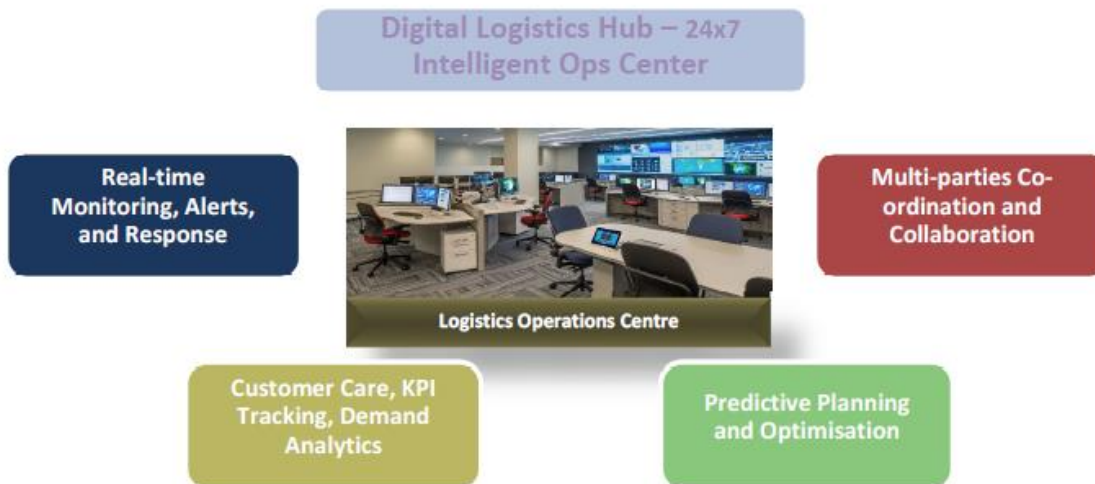 Digital Logistics Hub – 24x7
Intelligent Ops Center
Real-time
Monitoring, Alerts,
and Response
Multi-parties Co-
ordination and
Collaboration
Logistics Operations Centre
Customer Care, KPI
Tracking, Demand
Analytics
Predictive Planning
and Optimisation